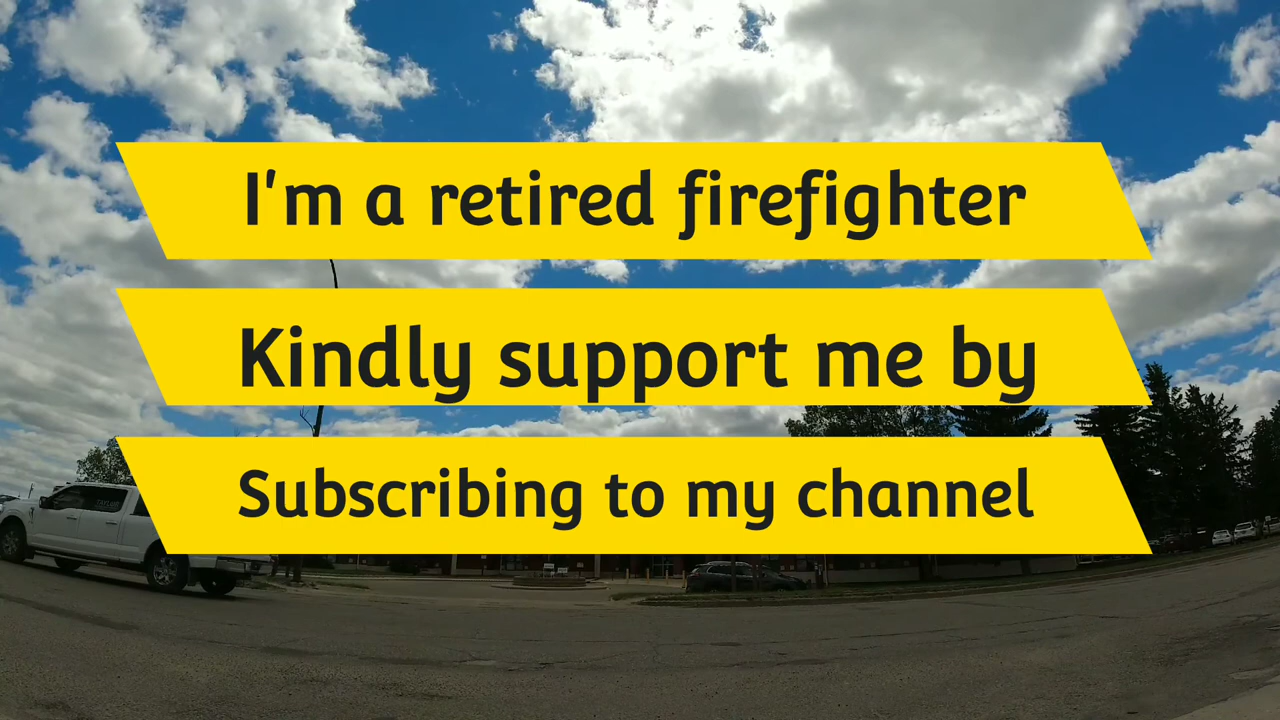 I'm a retired firefighter
Kindly support me by
Subscribing to my channel